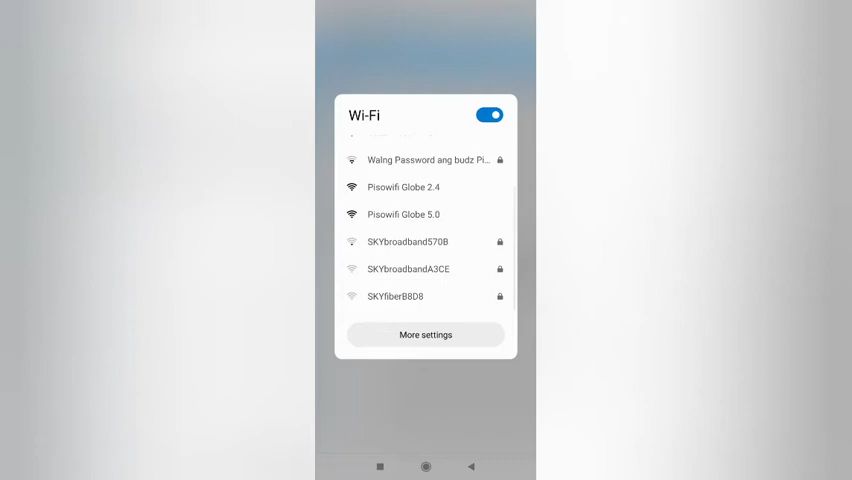 Wi-Fi
Walng Password ang budz Pi...
Pisowifi Globe 2.4
Pisowifi Globe 5.0
SKYbroadband570B
SKYbroadbandA3CE
SKYfiberB8D8
More settings